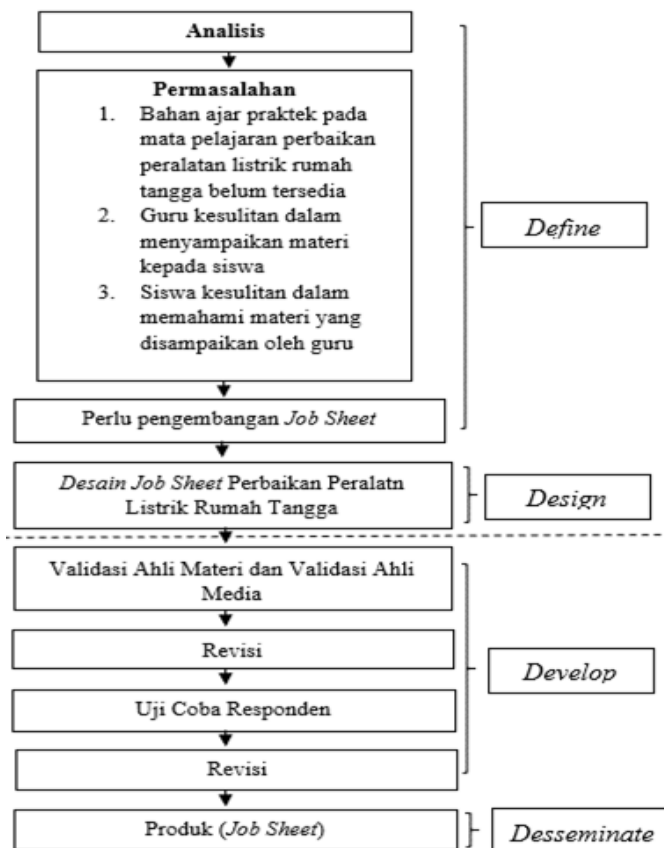 Analisis
Permasalahan
1. Bahan ajar praktek pada
mata pelajaran perbaikan
peralatan listrik rumah
tangga belum tersedia
2. Guru kesulitan dalam
menyampaikan materi
kepada siswa
3. Siswa kesulitan dalam
memahami materi yang
disampaikan oleh guru
Define
Perlu pengembangan Job Sheet
Desain Job Sheet Perbaikan Peralatn
Listrik Rumah Tangga
Design
Validasi Ahli Materi dan Validasi Ahli
Media
Revisi
Develop
Uji Coba Responden
Revisi
Produk (Job Sheet)
Desseminate